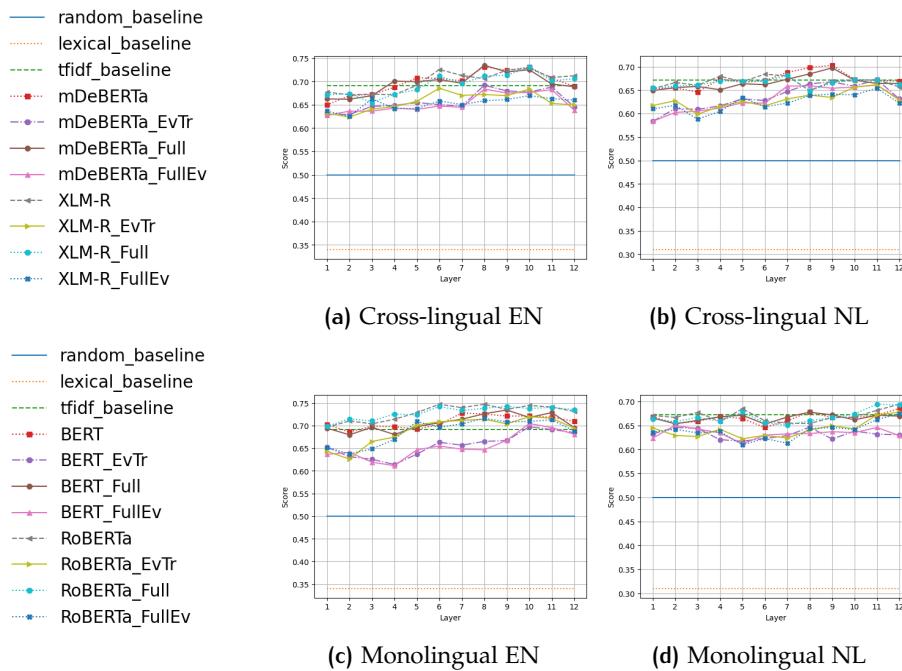 random_baseline
lexical_baseline
tfidf_baseline
mDeBERTa
mDeBERTa_EvTr
mDeBERTa_Full
mDeBERTa_FullEv
XLM-R
XLM-R_EvTr
XLM-R_Full
XLM-R_FullEv
0.75
0.70
0.65
0.60
0.55
0.50
0.45
0.40
0.35
Score
1 2 3 4 5 6 7 8 9 10 11 12
Layer
(a) Cross-lingual EN
0.70
0.65
0.60
0.55
0.50
0.45
0.40
0.35
0.30
Score
1 2 3 4 5 6 7 8 9 10 11 12
Layer
(b) Cross-lingual NL
random_baseline
lexical_baseline
tfidf_baseline
BERT
BERT_EvTr
BERT_Full
BERT_FullEv
RoBERTa
RoBERTa_EvTr
RoBERTa_Full
RoBERTa_FullEv
0.75
0.70
0.65
0.60
0.55
0.50
0.45
0.40
0.35
Score
1 2 3 4 5 6 7 8 9 10 11 12
Layer
(c) Monolingual EN
0.70
0.65
0.60
0.55
0.50
0.45
0.40
0.35
0.30
Score
1 2 3 4 5 6 7 8 9 10 11 12
Layer
(d) Monolingual NL